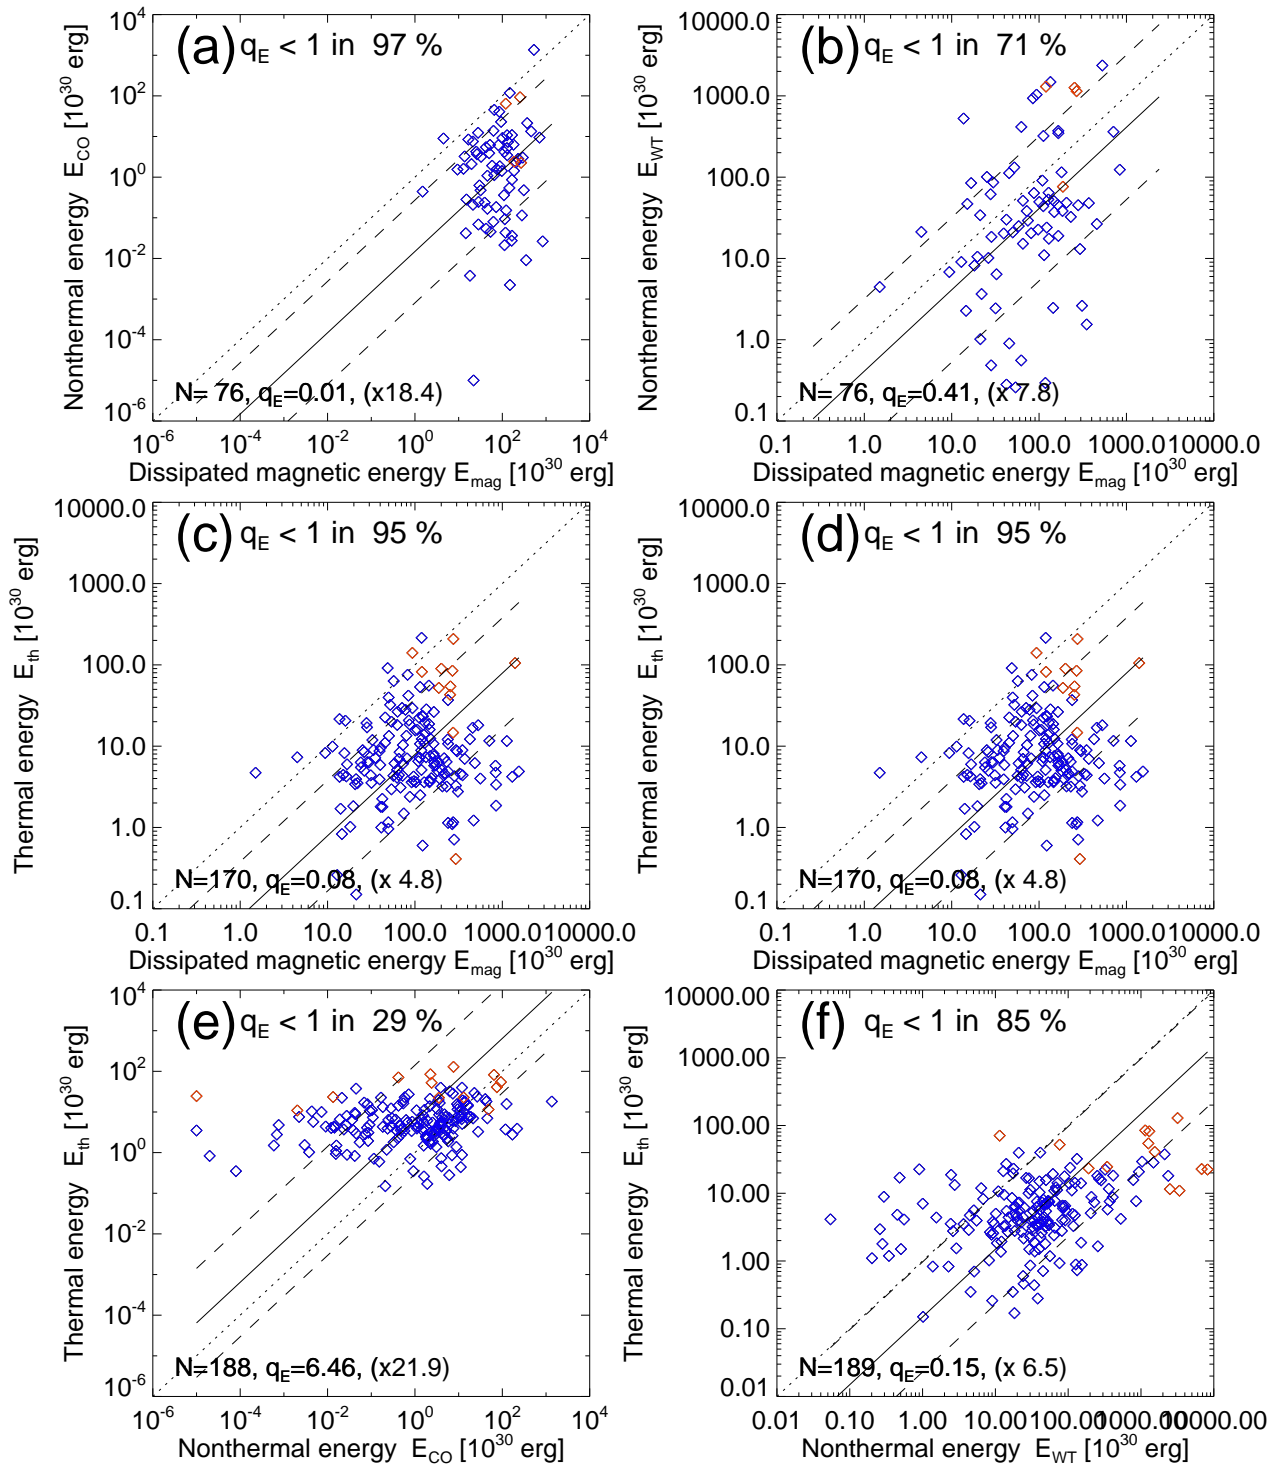 (a) q_E < 1 in 97 %
Nonthermal energy E_CO [10^30 erg]
10^4
10^2
10^0
10^-2
10^-4
10^-6
N= 76, q_E=0.01, (x18.4)
10^-6 10^-4 10^-2 10^0 10^2 10^4
Dissipated magnetic energy E_mag [10^30 erg]
(b) q_E < 1 in 71 %
Nonthermal energy E_WT [10^30 erg]
10000.0
1000.0
100.0
10.0
1.0
0.1
N= 76, q_E=0.41, (x 7.8)
0.1 1.0 10.0 100.0 1000.0 10000.0
Dissipated magnetic energy E_mag [10^30 erg]
(c) q_E < 1 in 95 %
Thermal energy E_th [10^30 erg]
10000.0
1000.0
100.0
10.0
1.0
0.1
N=170, q_E=0.08, (x 4.8)
0.1 1.0 10.0 100.0 1000.0 10000.0
Dissipated magnetic energy E_mag [10^30 erg]
(d) q_E < 1 in 95 %
Thermal energy E_th [10^30 erg]
10000.0
1000.0
100.0
10.0
1.0
0.1
N=170, q_E=0.08, (x 4.8)
0.1 1.0 10.0 100.0 1000.0 10000.0
Dissipated magnetic energy E_mag [10^30 erg]
(e) q_E < 1 in 29 %
Thermal energy E_th [10^30 erg]
10^4
10^2
10^0
10^-2
10^-4
10^-6
N=188, q_E=6.46, (x21.9)
10^-6 10^-4 10^-2 10^0 10^2 10^4
Nonthermal energy E_CO [10^30 erg]
(f) q_E < 1 in 85 %
Thermal energy E_th [10^30 erg]
10000.00
1000.00
100.00
10.00
1.00
0.10
0.01
N=189, q_E=0.15, (x 6.5)
0.01 0.10 1.00 10.00 100.00 1000.00 10000.00
Nonthermal energy E_WT [10^30 erg]